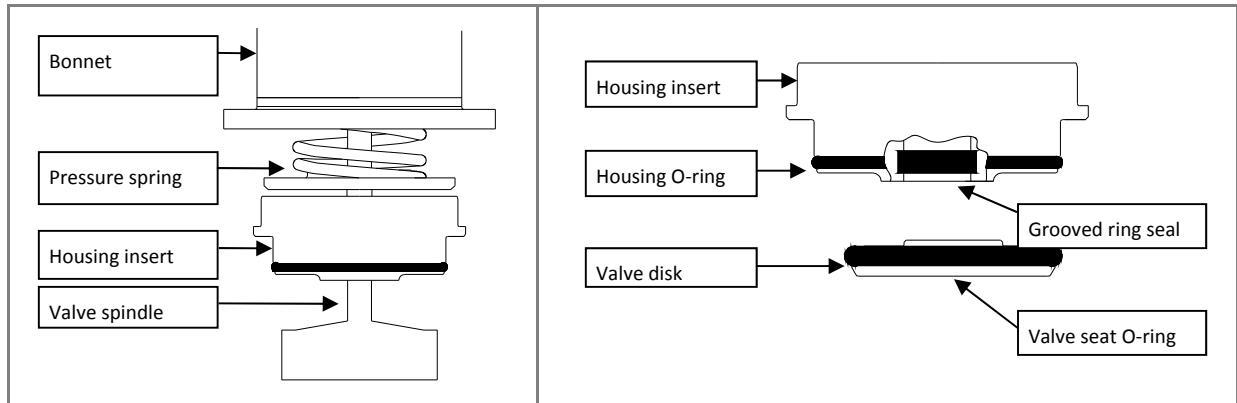 Bonnet
Pressure spring
Housing insert
Valve spindle
Housing insert
Housing O-ring
Grooved ring seal
Valve disk
Valve seat O-ring